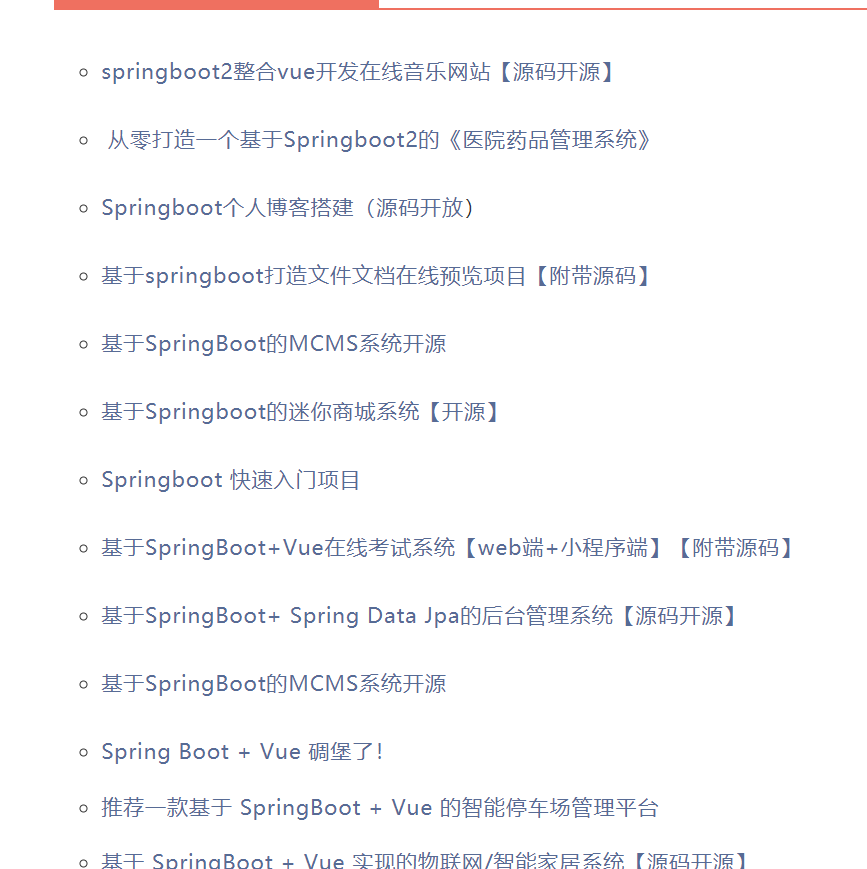 springboot2整合vue开发在线音乐网站【源码开源】
从零打造一个基于Springboot2的《医院药品管理系统》
Springboot个人博客搭建（源码开放）
基于springboot打造文件文档在线预览项目【附带源码】
基于SpringBoot的MCMS系统开源
基于Springboot的迷你商城系统【开源】
Springboot 快速入门项目
基于SpringBoot+Vue在线考试系统【web端+小程序端】【附带源码】
基于SpringBoot+ Spring Data Jpa的后台管理系统【源码开源】
基于SpringBoot的MCMS系统开源
Spring Boot + Vue 碉堡了！
推荐一款基于 SpringBoot + Vue 的智能停车场管理平台
基于 SpringBoot + Vue 实现的物联网/智能家居系统【源码开源】